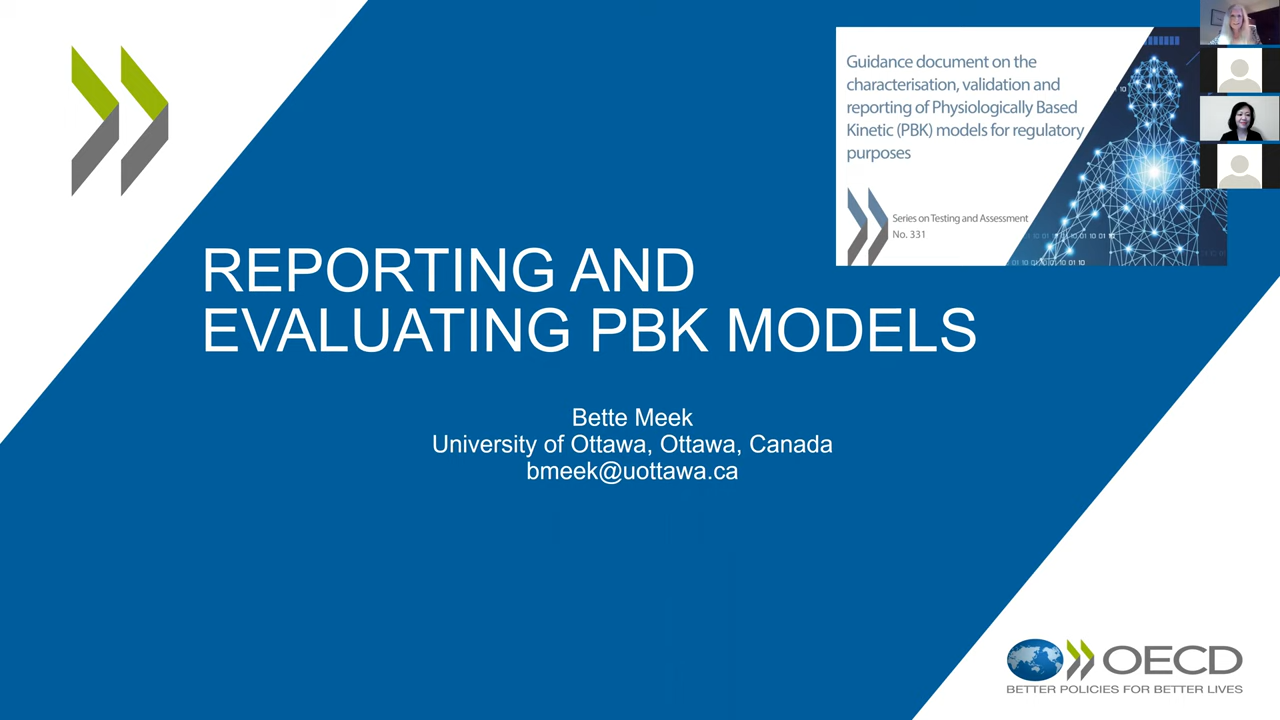 Guidance document on the
characterisation, validation and
reporting of Physiologically Based
Kinetic (PBK) models for regulatory
purposes
Series on Testing and Assessment
No. 331
REPORTING AND
EVALUATING PBK MODELS
Bette Meek
University of Ottawa, Ottawa, Canada
bmeek@uottawa.ca
OECD
BETTER POLICIES FOR BETTER LIVES